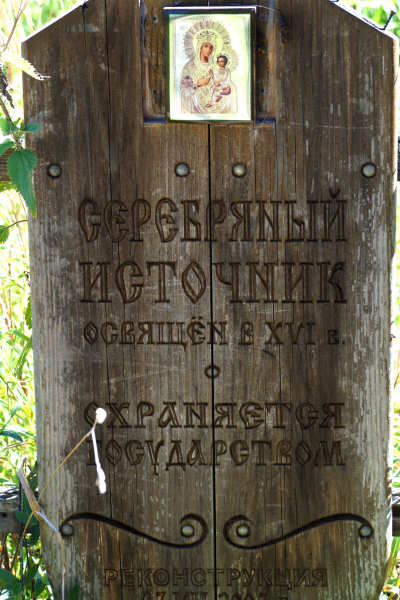 СЕРЕБРЯНЫЙ
ИСТОЧНИК
ОСВЯЩЁН В XVI в.
ОХРАНЯЕТСЯ
ГОСУДАРСТВОМ
РЕКОНСТРУКЦИЯ